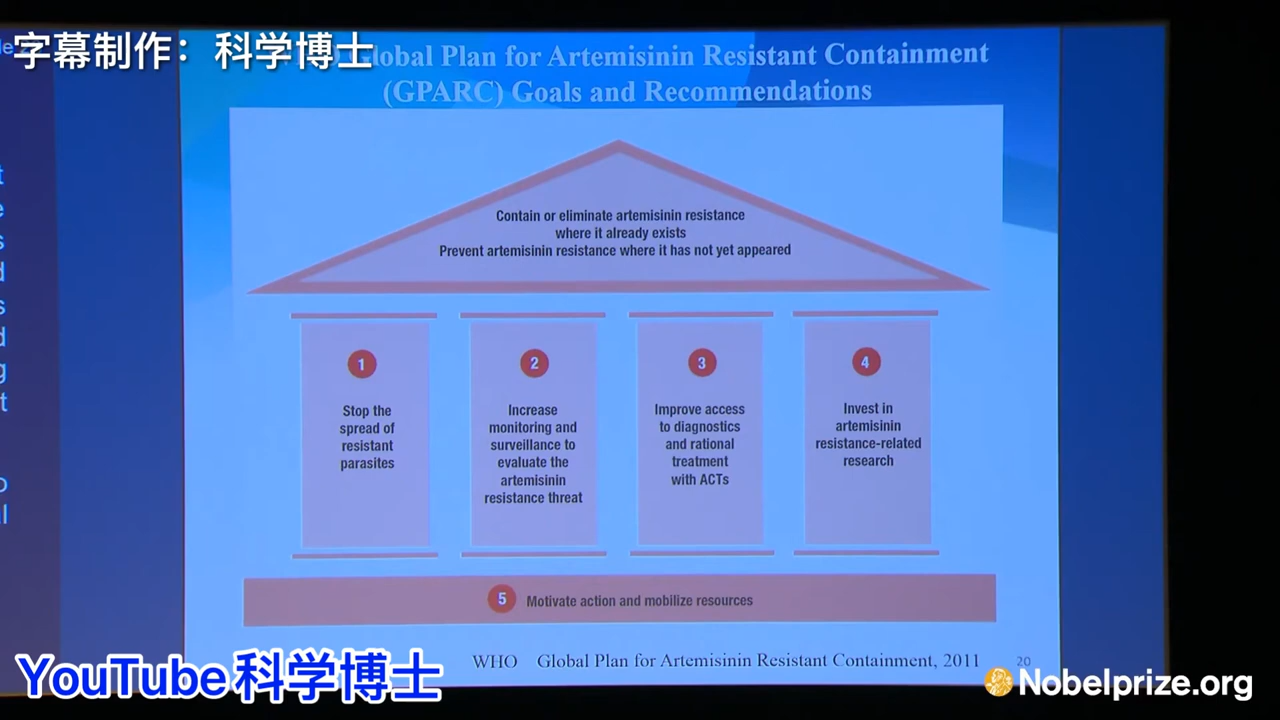 字幕制作：科学博士
lobal Plan for Artemisinin Resistant Containment
(GPARC) Goals and Recommendations
Contain or eliminate artemisinin resistance
where it already exists
Prevent artemisinin resistance where it has not yet appeared
1
Stop the
spread of
resistant
parasites
2
Increase
monitoring and
surveillance to
evaluate the
artemisinin
resistance threat
3
Improve access
to diagnostics
and rational
treatment
with ACTs
4
Invest in
artemisinin
resistance-related
research
5 Motivate action and mobilize resources
WHO Global Plan for Artemisinin Resistant Containment, 2011
20
YouTube科学博士
Nobelprize.org